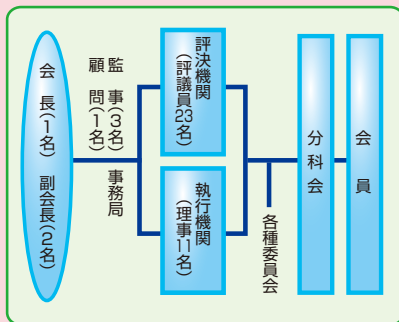 会　長(1名)　副会長(2名)
監　事(3名)　事務局
顧　問(1名)
評決機関
(評議員23名)
執行機関
(理事11名)
各種委員会
分科会
会員